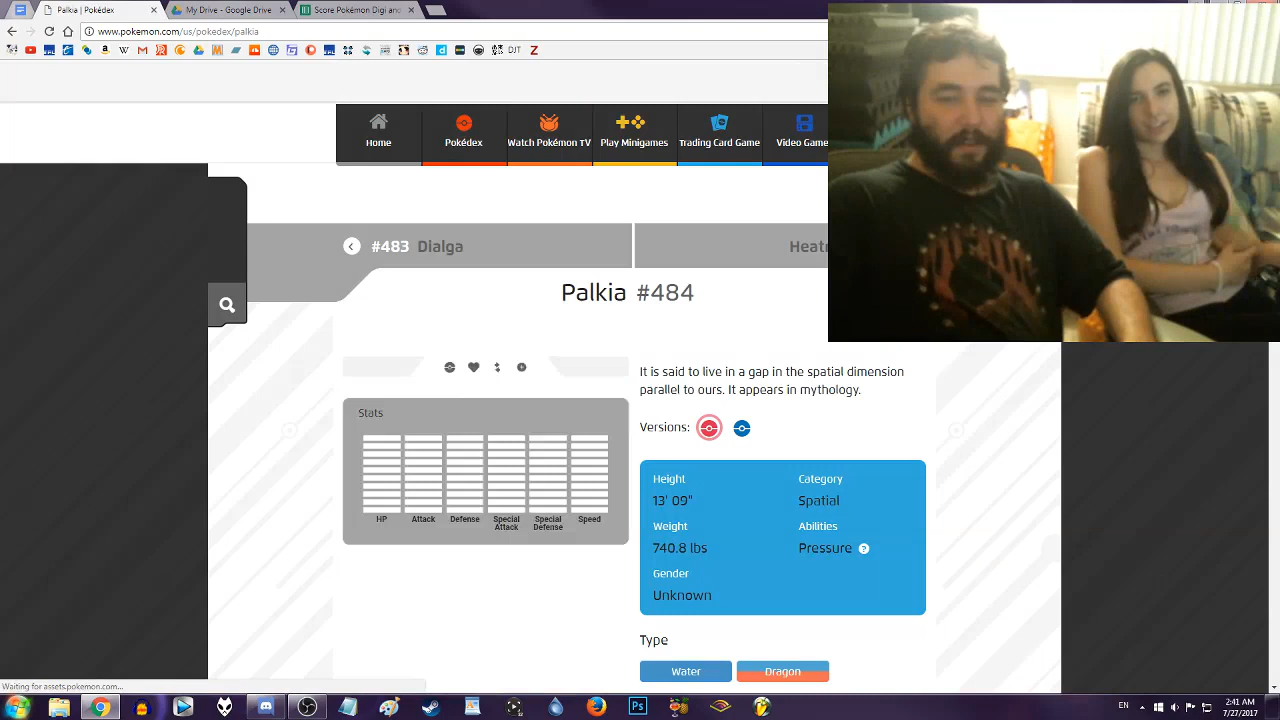 Palkia | Pokédex
My Drive - Google Drive
Score Pokémon Digi and
www.pokemon.com/us/pokedex/palkia
DJT
Home
Pokédex
Watch Pokémon TV
Play Minigames
Trading Card Game
Video Game
#483 Dialga
Heatr
Palkia #484
It is said to live in a gap in the spatial dimension
parallel to ours. It appears in mythology.
Versions:
Stats
HP
Attack
Defense
Special
Attack
Special
Defense
Speed
Height
13' 09"
Category
Spatial
Weight
740.8 lbs
Abilities
Pressure
Gender
Unknown
Type
Water
Dragon
Waiting for assets.pokemon.com...
Ps
EN
2:41 AM
7/27/2017